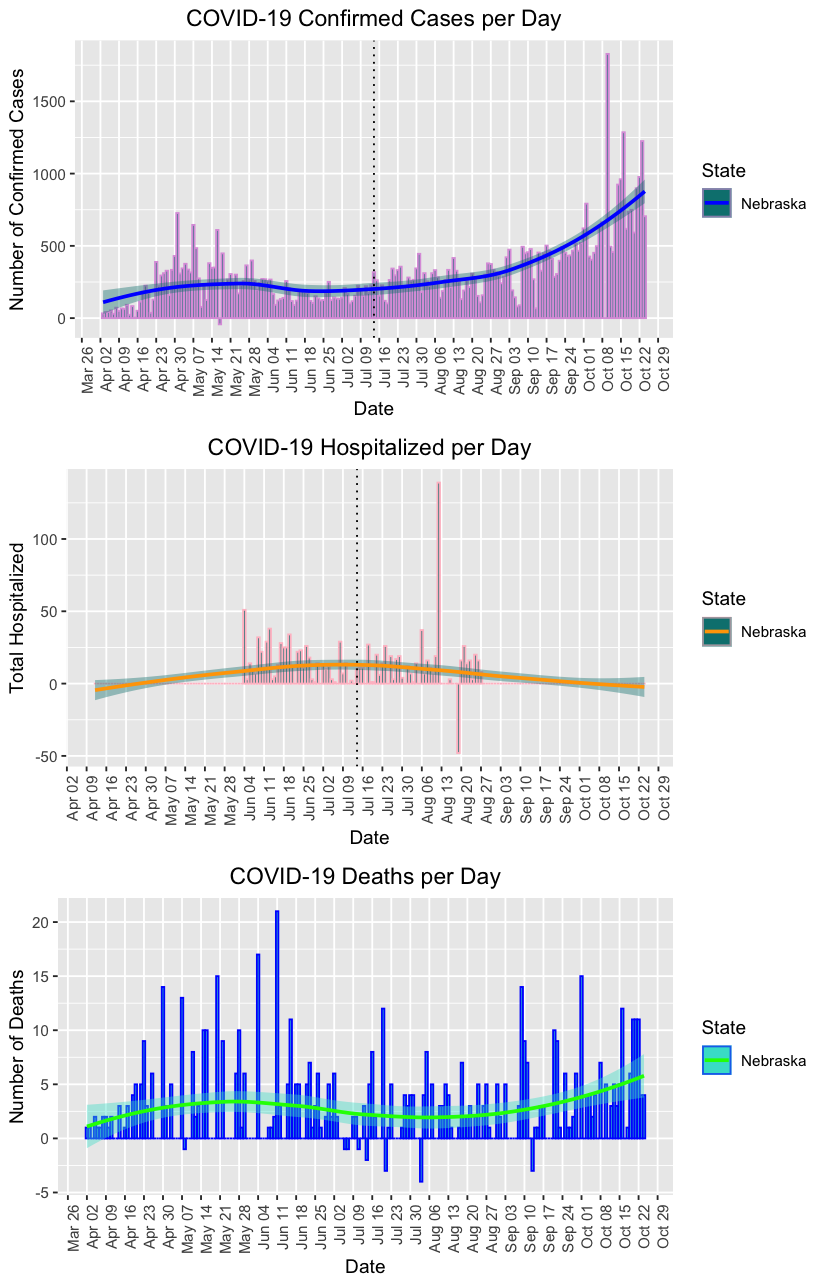 COVID-19 Confirmed Cases per Day
Number of Confirmed Cases
1500
1000
500
0
Mar 26
Apr 02
Apr 09
Apr 16
Apr 23
Apr 30
May 07
May 14
May 21
May 28
Jun 04
Jun 11
Jun 18
Jun 25
Jul 02
Jul 09
Jul 16
Jul 23
Jul 30
Aug 06
Aug 13
Aug 20
Aug 27
Sep 03
Sep 10
Sep 17
Sep 24
Oct 01
Oct 08
Oct 15
Oct 22
Oct 29
Date
State
Nebraska
COVID-19 Hospitalized per Day
Total Hospitalized
100
50
0
-50
Apr 02
Apr 09
Apr 16
Apr 23
Apr 30
May 07
May 14
May 21
May 28
Jun 04
Jun 11
Jun 18
Jun 25
Jul 02
Jul 09
Jul 16
Jul 23
Jul 30
Aug 06
Aug 13
Aug 20
Aug 27
Sep 03
Sep 10
Sep 17
Sep 24
Oct 01
Oct 08
Oct 15
Oct 22
Oct 29
Date
State
Nebraska
COVID-19 Deaths per Day
Number of Deaths
20
15
10
5
0
-5
Mar 26
Apr 02
Apr 09
Apr 16
Apr 23
Apr 30
May 07
May 14
May 21
May 28
Jun 04
Jun 11
Jun 18
Jun 25
Jul 02
Jul 09
Jul 16
Jul 23
Jul 30
Aug 06
Aug 13
Aug 20
Aug 27
Sep 03
Sep 10
Sep 17
Sep 24
Oct 01
Oct 08
Oct 15
Oct 22
Oct 29
Date
State
Nebraska